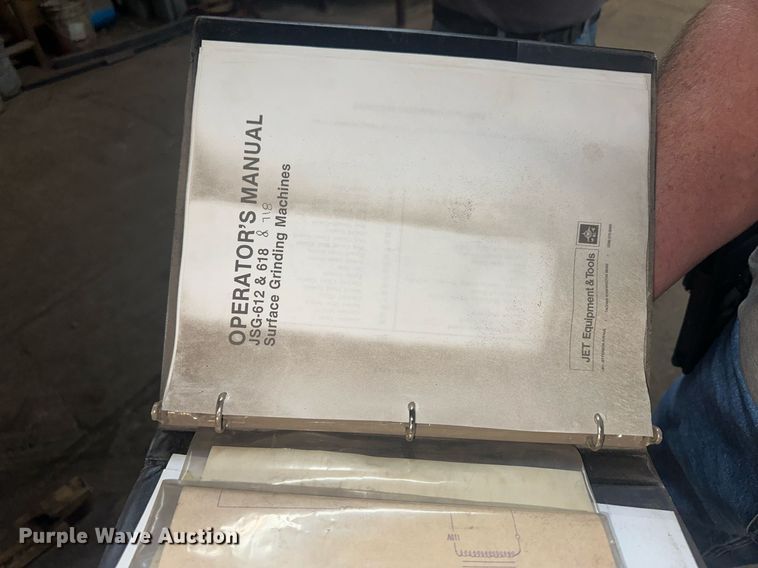 OPERATOR'S MANUAL
JSG-612 & 618 & 718
Surface Grinding Machines
JET Equipment & Tools
Purple Wave Auction